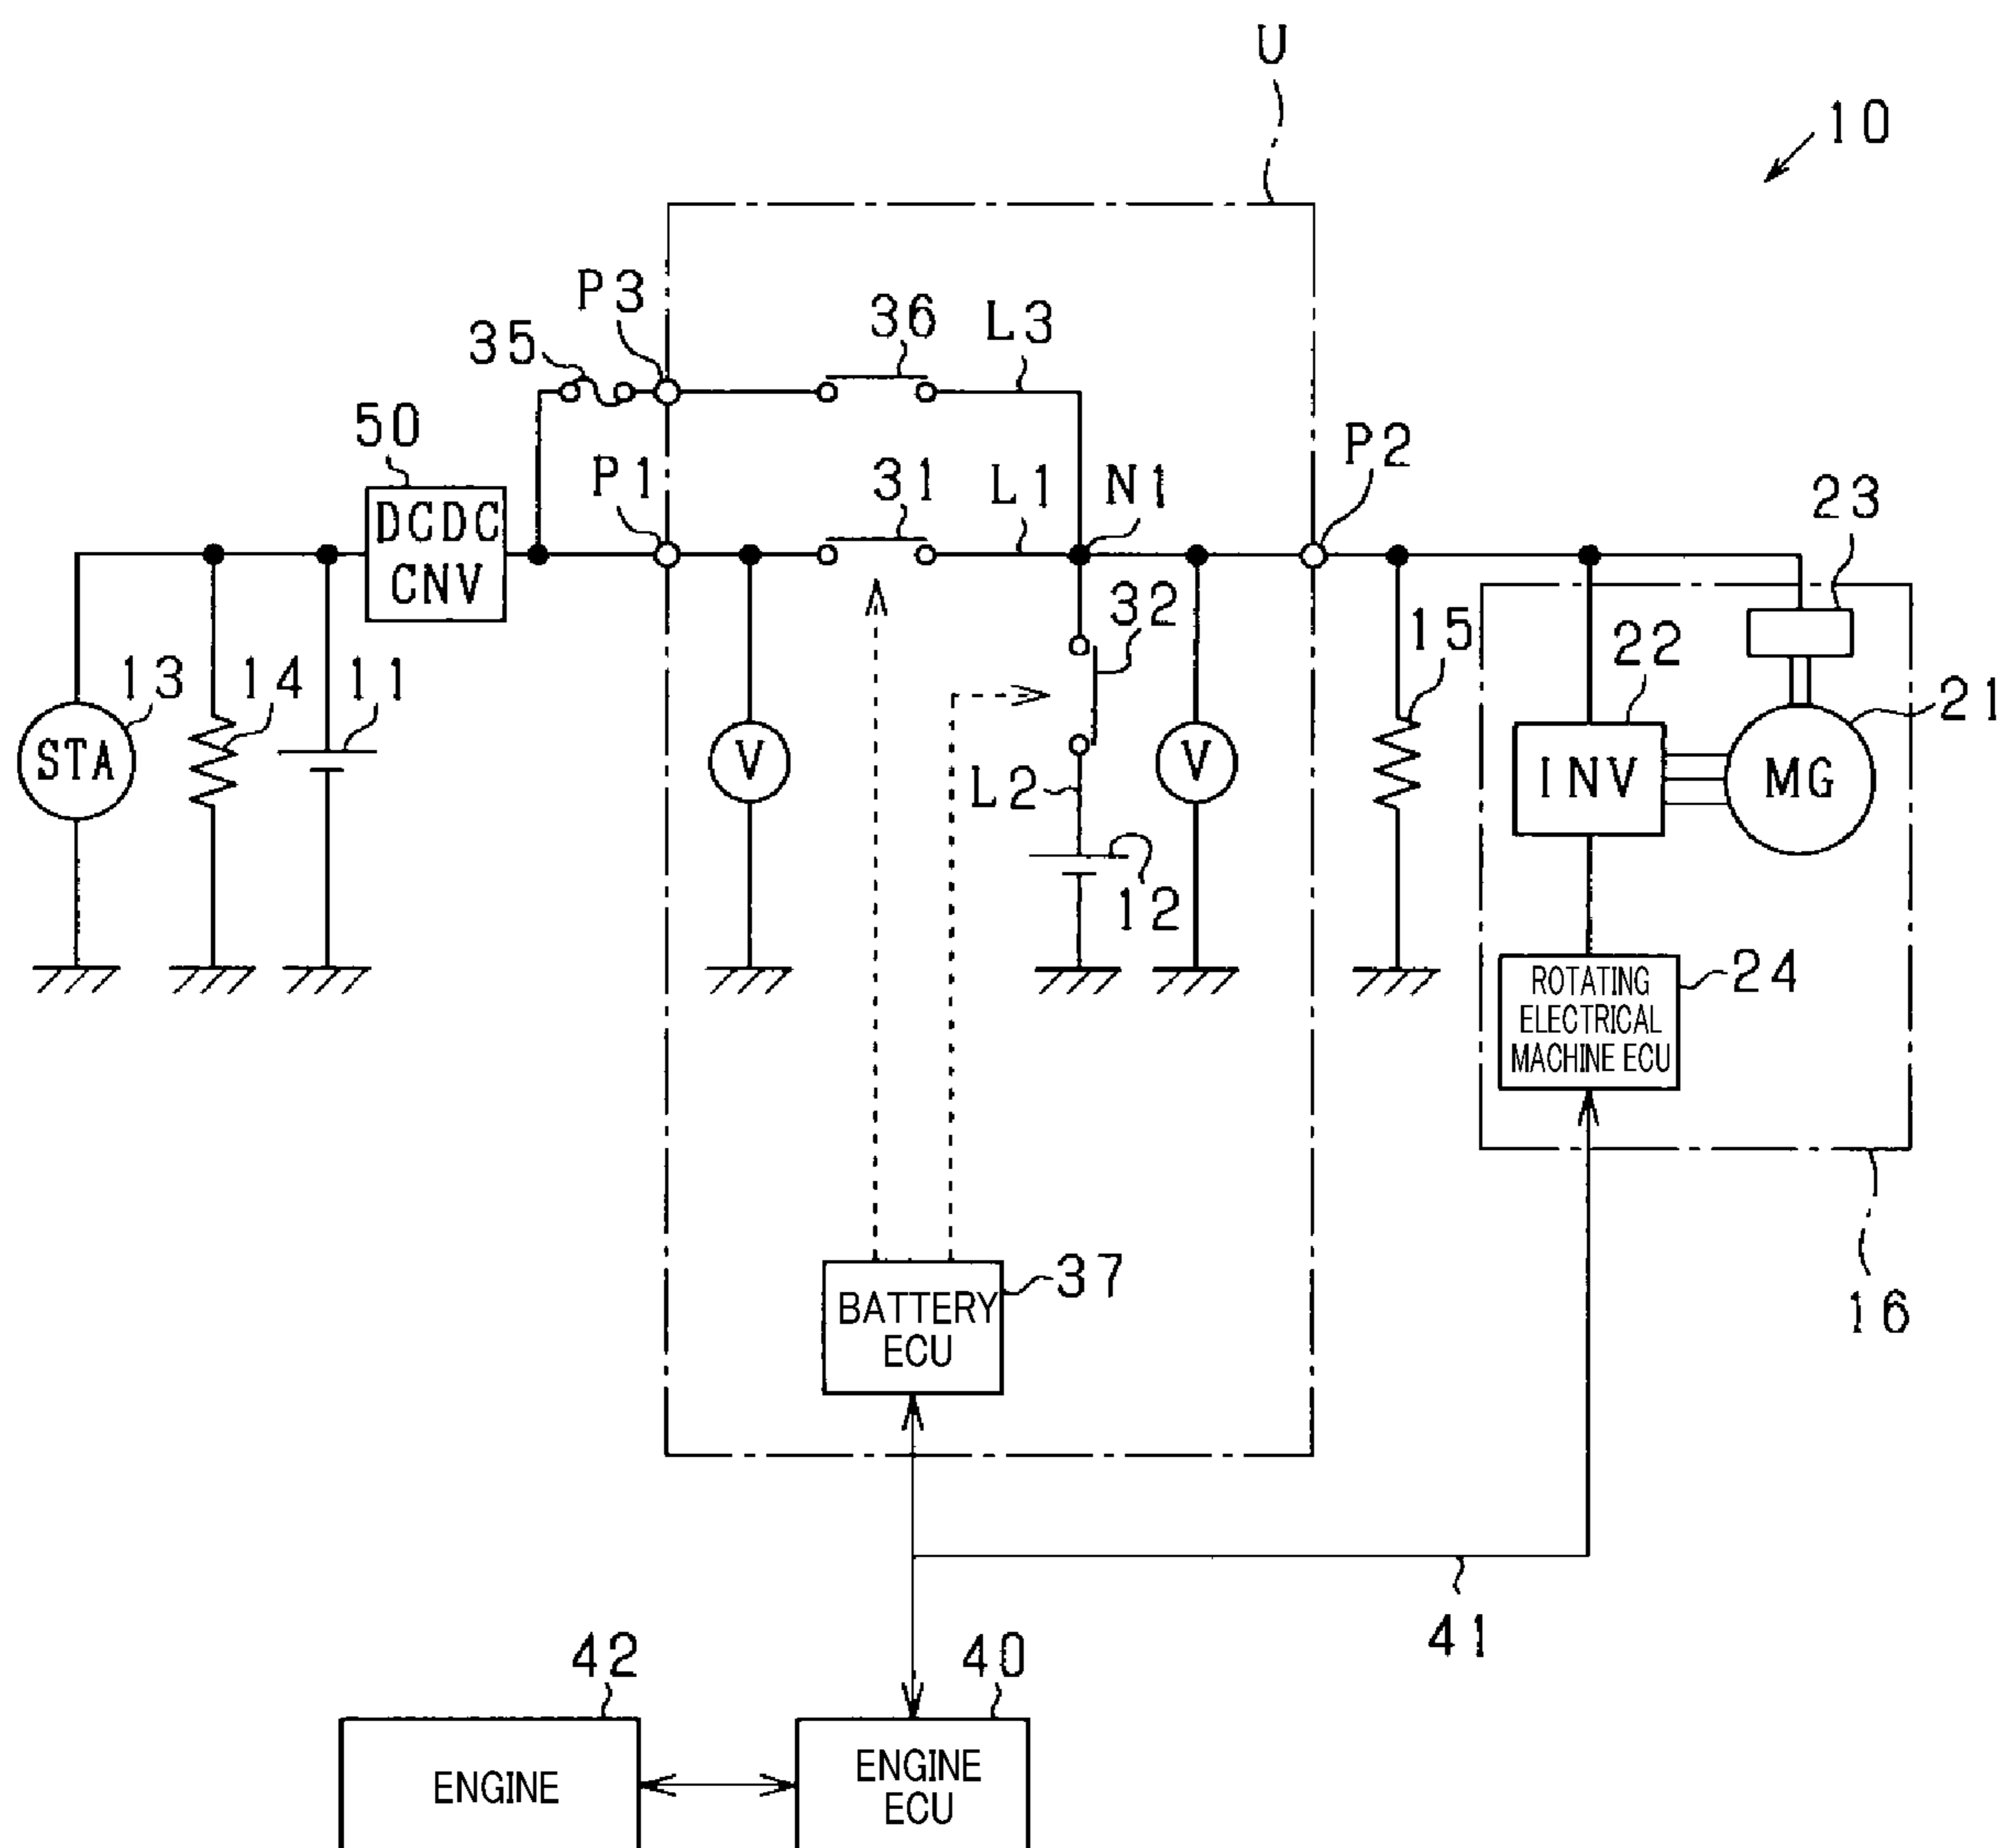 U
10
P3
36
L3
35
50
P1
31
L1
N1
P2
23
DCDC
CNV
32
15
22
13
14
11
21
STA
V
L2
V
INV
MG
12
24
ROTATING
ELECTRICAL
MACHINE ECU
37
BATTERY
ECU
16
41
42
40
ENGINE
ENGINE
ECU